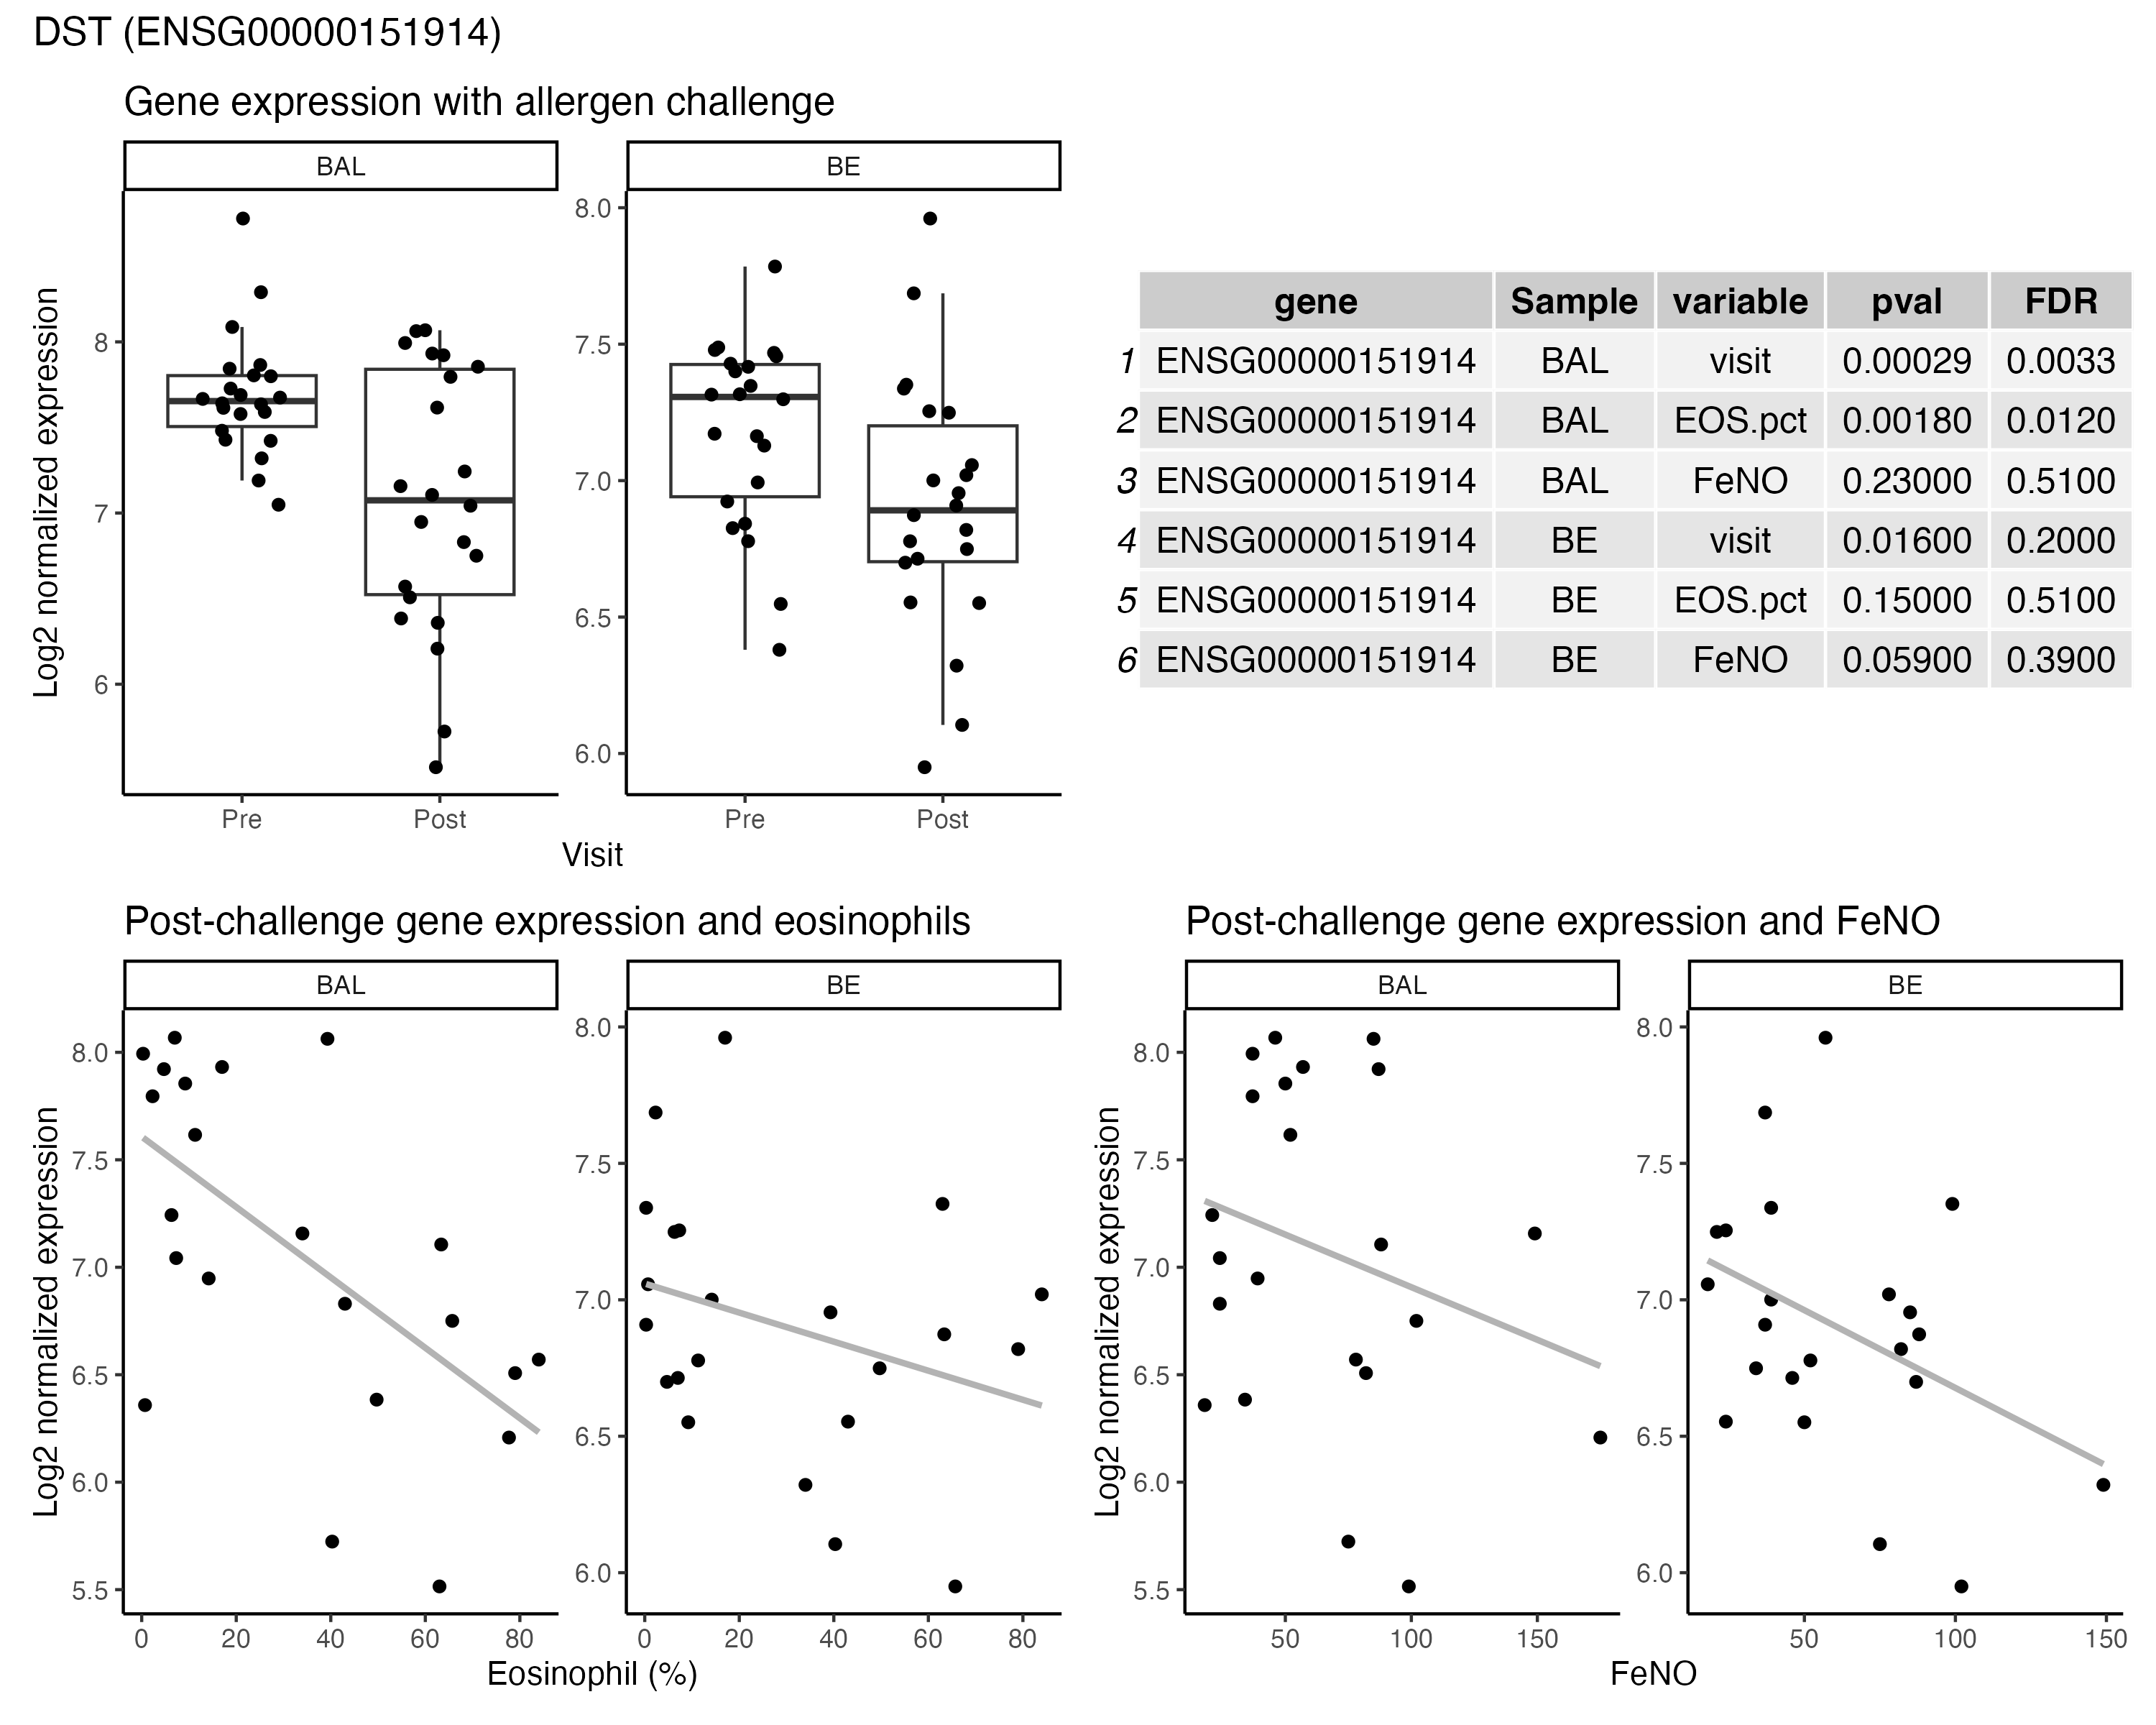 DST (ENSG00000151914)
Gene expression with allergen challenge
BAL
BE
Log2 normalized expression
8
7
6
8.0
7.5
7.0
6.5
6.0
Pre
Post
Pre
Post
Visit
gene Sample variable pval FDR
1 ENSG00000151914 BAL visit 0.00029 0.0033
2 ENSG00000151914 BAL EOS.pct 0.00180 0.0120
3 ENSG00000151914 BAL FeNO 0.23000 0.5100
4 ENSG00000151914 BE visit 0.01600 0.2000
5 ENSG00000151914 BE EOS.pct 0.15000 0.5100
6 ENSG00000151914 BE FeNO 0.05900 0.3900
Post-challenge gene expression and eosinophils
BAL
BE
Log2 normalized expression
8.0
7.5
7.0
6.5
6.0
5.5
8.0
7.5
7.0
6.5
6.0
0 20 40 60 80
0 20 40 60 80
Eosinophil (%)
Post-challenge gene expression and FeNO
BAL
BE
Log2 normalized expression
8.0
7.5
7.0
6.5
6.0
5.5
8.0
7.5
7.0
6.5
6.0
50 100 150
50 100 150
FeNO